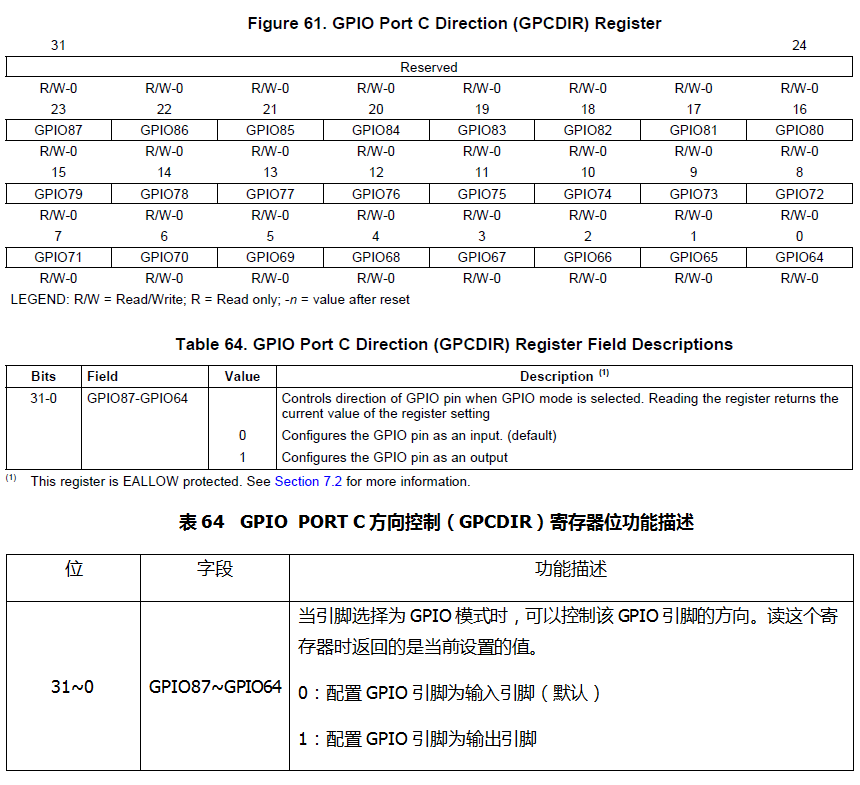 Figure 61. GPIO Port C Direction (GPCDIR) Register
31 24
Reserved
R/W-0 R/W-0 R/W-0 R/W-0 R/W-0 R/W-0 R/W-0 R/W-0
23 22 21 20 19 18 17 16
GPIO87 GPIO86 GPIO85 GPIO84 GPIO83 GPIO82 GPIO81 GPIO80
R/W-0 R/W-0 R/W-0 R/W-0 R/W-0 R/W-0 R/W-0 R/W-0
15 14 13 12 11 10 9 8
GPIO79 GPIO78 GPIO77 GPIO76 GPIO75 GPIO74 GPIO73 GPIO72
R/W-0 R/W-0 R/W-0 R/W-0 R/W-0 R/W-0 R/W-0 R/W-0
7 6 5 4 3 2 1 0
GPIO71 GPIO70 GPIO69 GPIO68 GPIO67 GPIO66 GPIO65 GPIO64
R/W-0 R/W-0 R/W-0 R/W-0 R/W-0 R/W-0 R/W-0 R/W-0
LEGEND: R/W = Read/Write; R = Read only; -n = value after reset
Table 64. GPIO Port C Direction (GPCDIR) Register Field Descriptions
Bits Field Value Description (1)
31-0 GPIO87-GPIO64 Controls direction of GPIO pin when GPIO mode is selected. Reading the register returns the
current value of the register setting
0 Configures the GPIO pin as an input. (default)
1 Configures the GPIO pin as an output
(1) This register is EALLOW protected. See Section 7.2 for more information.
表 64 GPIO PORT C 方向控制（GPCDIR）寄存器位功能描述
位 字段 功能描述
31~0 GPIO87~GPIO64 当引脚选择为 GPIO 模式时，可以控制该 GPIO 引脚的方向。读这个寄
存器时返回的是当前设置的值。
0：配置 GPIO 引脚为输入引脚（默认）
1：配置 GPIO 引脚为输出引脚